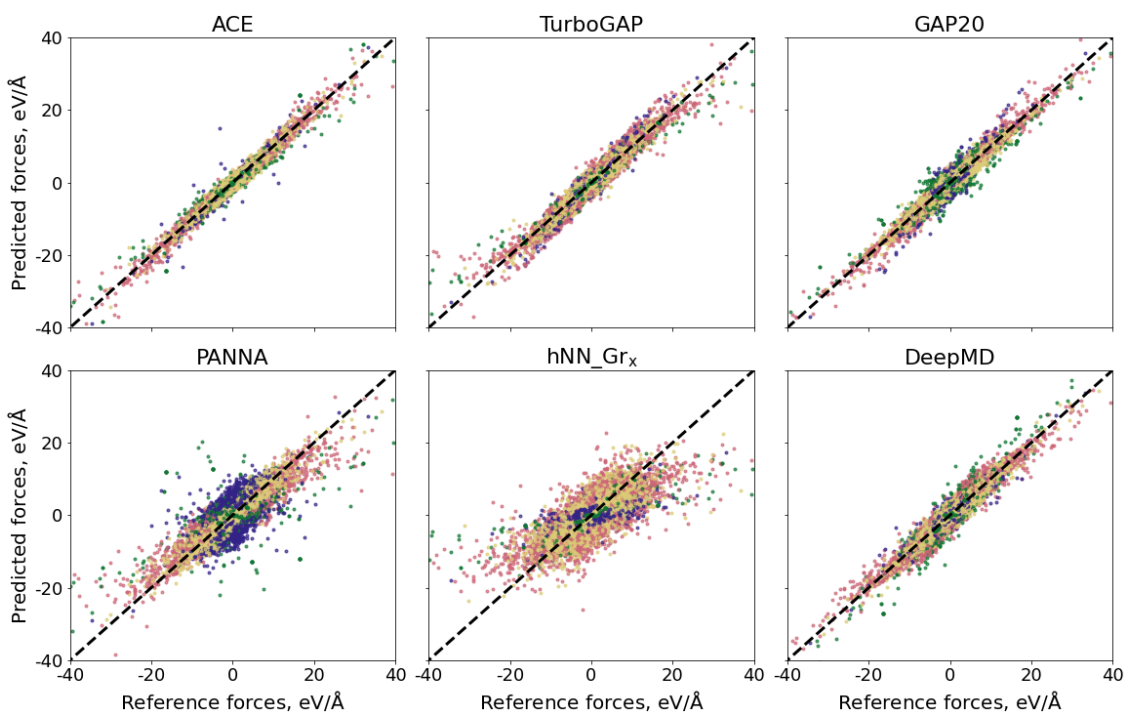 ACE
TurboGAP
GAP20
40
20
0
-20
-40
Predicted forces, eV/Å
PANNA
hNN_Grₓ
DeepMD
40
20
0
-20
-40
Predicted forces, eV/Å
-40 -20 0 20 40
-40 -20 0 20 40
-40 -20 0 20 40
Reference forces, eV/Å
Reference forces, eV/Å
Reference forces, eV/Å